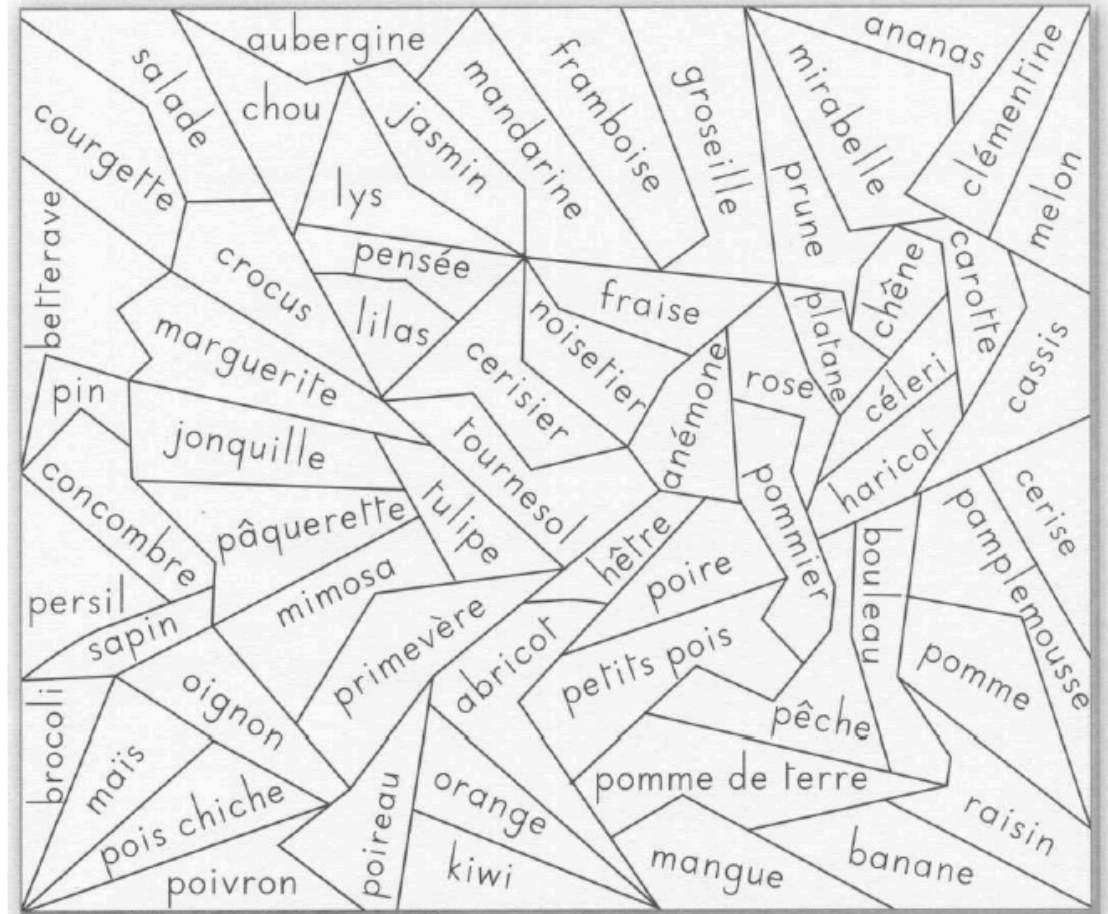 aubergine
ananas
salade
chou
jasmin
mandarine
framboise
groseille
mirabelle
clémentine
melon
courgette
lys
prune
betterave
crocus
pensée
lilas
fraise
noisetier
chêne
carotte
cassis
marguerite
cerisier
anémone
rose
platane
céleri
pin
jonquille
tournesol
haricot
concombre
pâquerette
tulipe
hêtre
pommier
bouleau
pamplemousse
cerise
persil
sapin
mimosa
primevère
poire
abricot
petits pois
pomme
brocoli
oignon
pêche
maïs
pois chiche
poireau
orange
pomme de terre
raisin
poivron
kiwi
mangue
banane